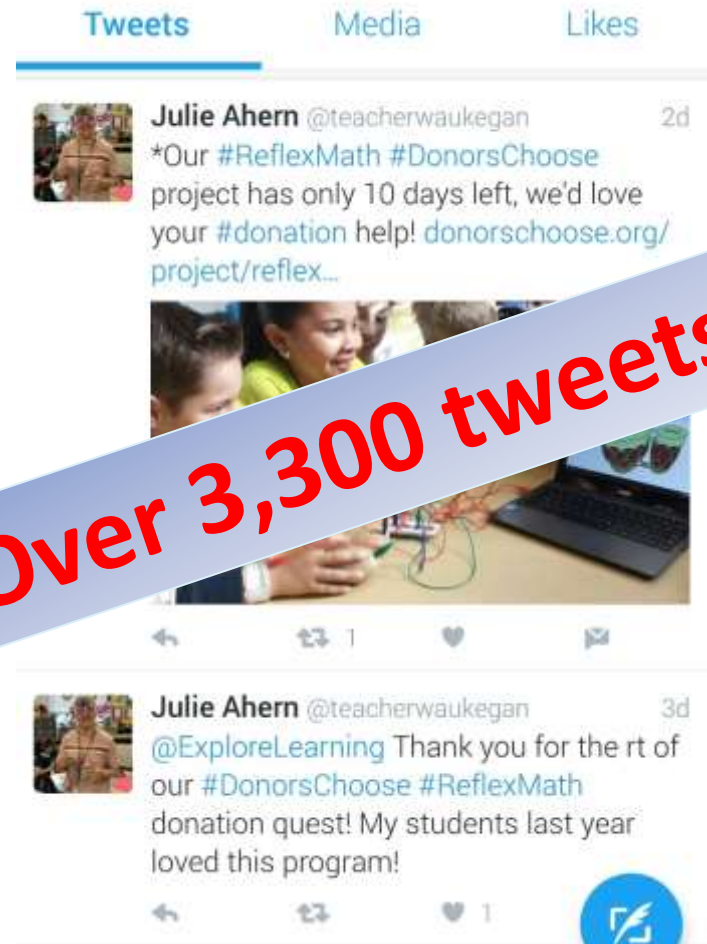 Tweets Media Likes
Julie Ahern @teacherwaukegan 2d
*Our #ReflexMath #DonorsChoose
project has only 10 days left, we'd love
your #donation help! donorschoose.org/
project/reflex...
Over 3,300 tweets
1
Julie Ahern @teacherwaukegan 3d
@ExploreLearning Thank you for the rt of
our #DonorsChoose #ReflexMath
donation quest! My students last year
loved this program!
1